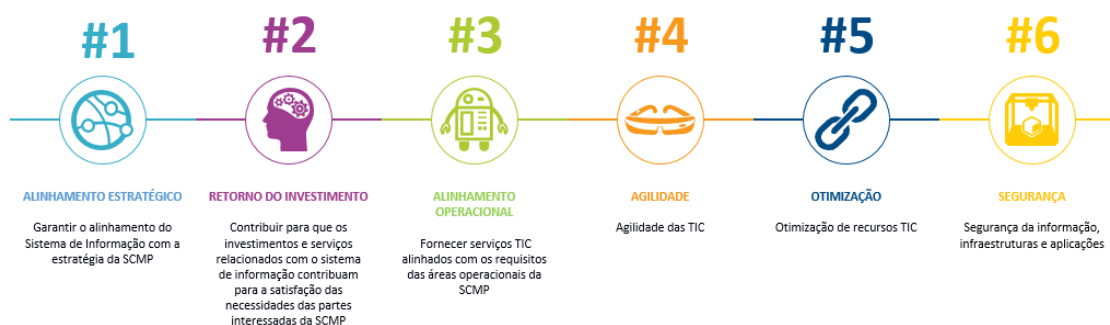 #1
ALINHAMENTO ESTRATÉGICO
Garantir o alinhamento do
Sistema de Informação com a
estratégia da SCMP
#2
RETORNO DO INVESTIMENTO
Contribuir para que os
investimentos e serviços
relacionados com o sistema
de informação contribuam
para a satisfação das
necessidades das partes
interessadas da SCMP
#3
ALINHAMENTO
OPERACIONAL
Fornecer serviços TIC
alinhados com os requisitos
das áreas operacionais da
SCMP
#4
AGILIDADE
Agilidade das TIC
#5
OTIMIZAÇÃO
Otimização de recursos TIC
#6
SEGURANÇA
Segurança da informação,
infraestruturas e aplicações